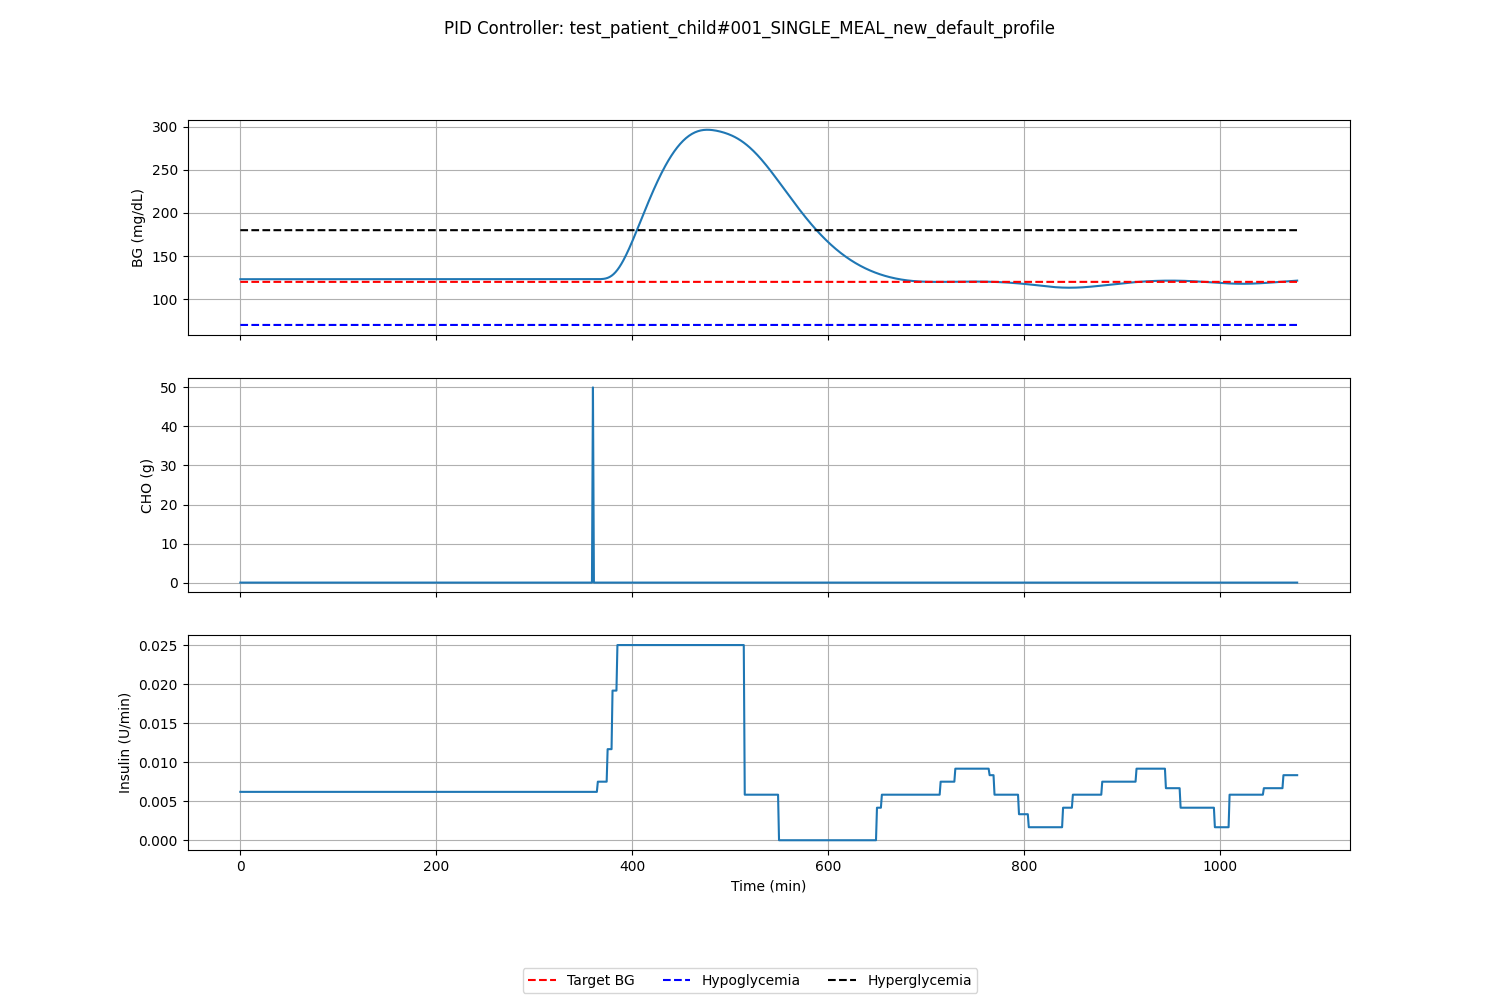 PID Controller: test_patient_child#001_SINGLE_MEAL_new_default_profile
300
250
200
150
100
BG (mg/dL)
50
40
30
20
10
0
CHO (g)
0.025
0.020
0.015
0.010
0.005
0.000
Insulin (U/min)
0 200 400 600 800 1000
Time (min)
Target BG Hypoglycemia Hyperglycemia